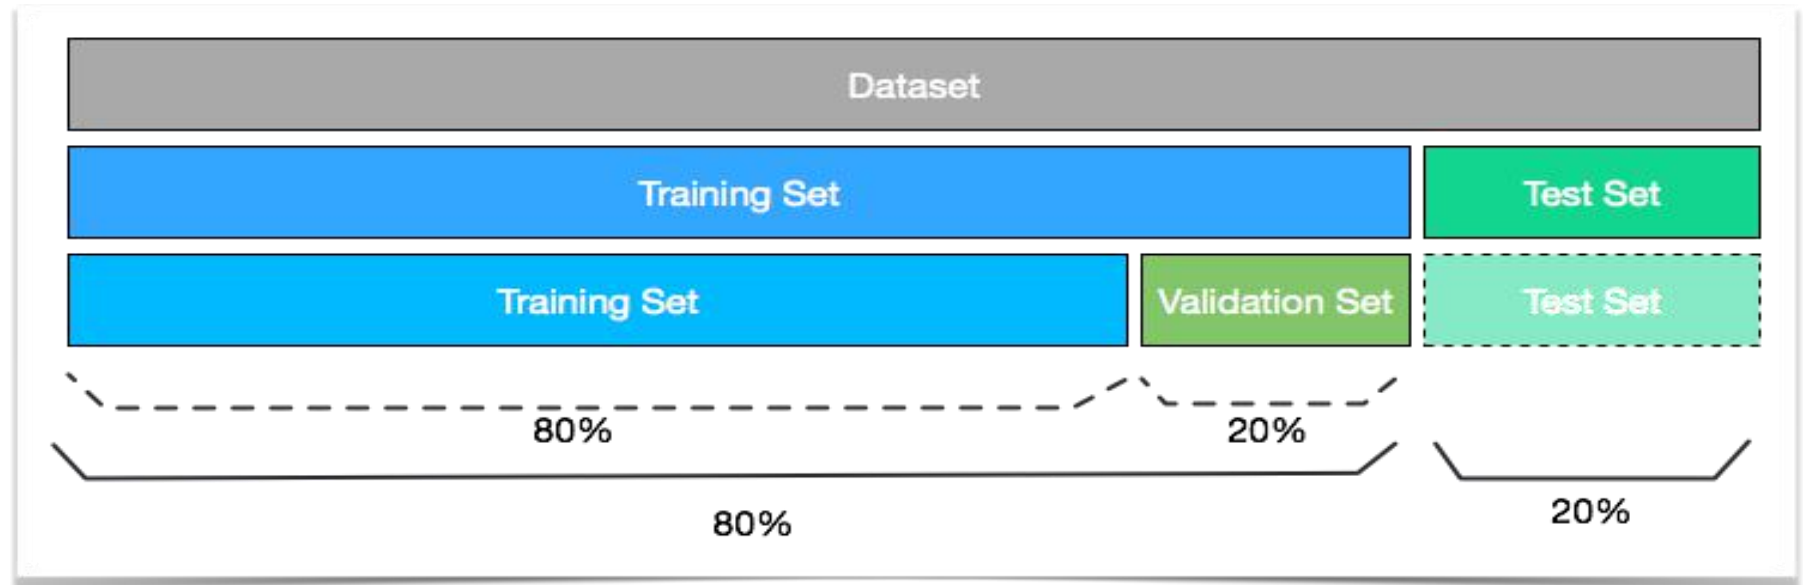 Dataset
Training Set
Test Set
Training Set
Validation Set
Test Set
80%
20%
80%
20%